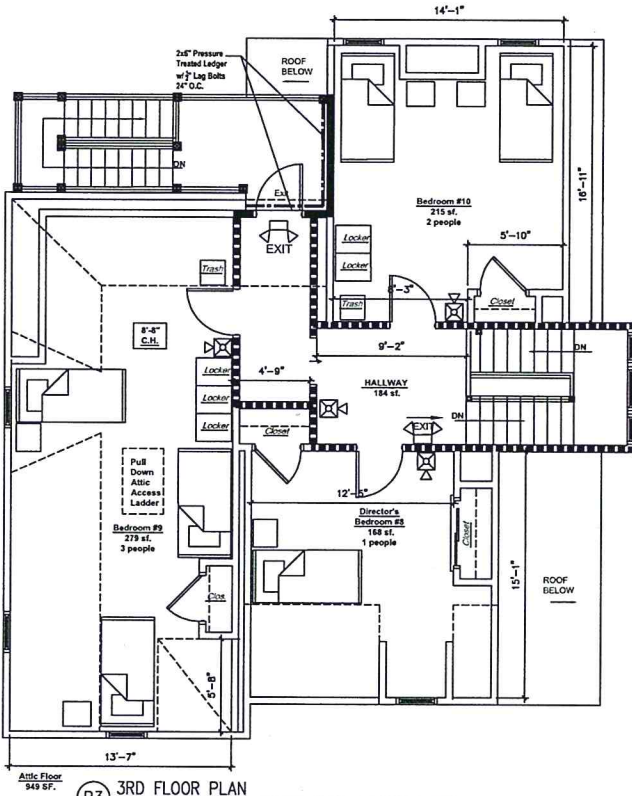 14'-1"
2x6" Pressure
Treated Ledger
w/ ½" Lag Bolts
24" O.C.
ROOF
BELOW
DN
Exit
EXIT
Bedroom #10
215 sf.
2 people
16'-11"
5'-10"
Locker
Locker
Trash
Closet
Trash
8'-8"
C.H.
9'-2"
DN
4'-9"
HALLWAY
184 sf.
DN
EXIT
Locker
Locker
Locker
Closet
Pull
Down
Attic
Access
Ladder
12'-5"
Director's
Bedroom #8
168 sf.
1 people
Closet
Bedroom #9
279 sf.
3 people
Clos.
15'-1"
ROOF
BELOW
5'-8"
13'-7"
Attic Floor
949 SF.
3RD FLOOR PLAN